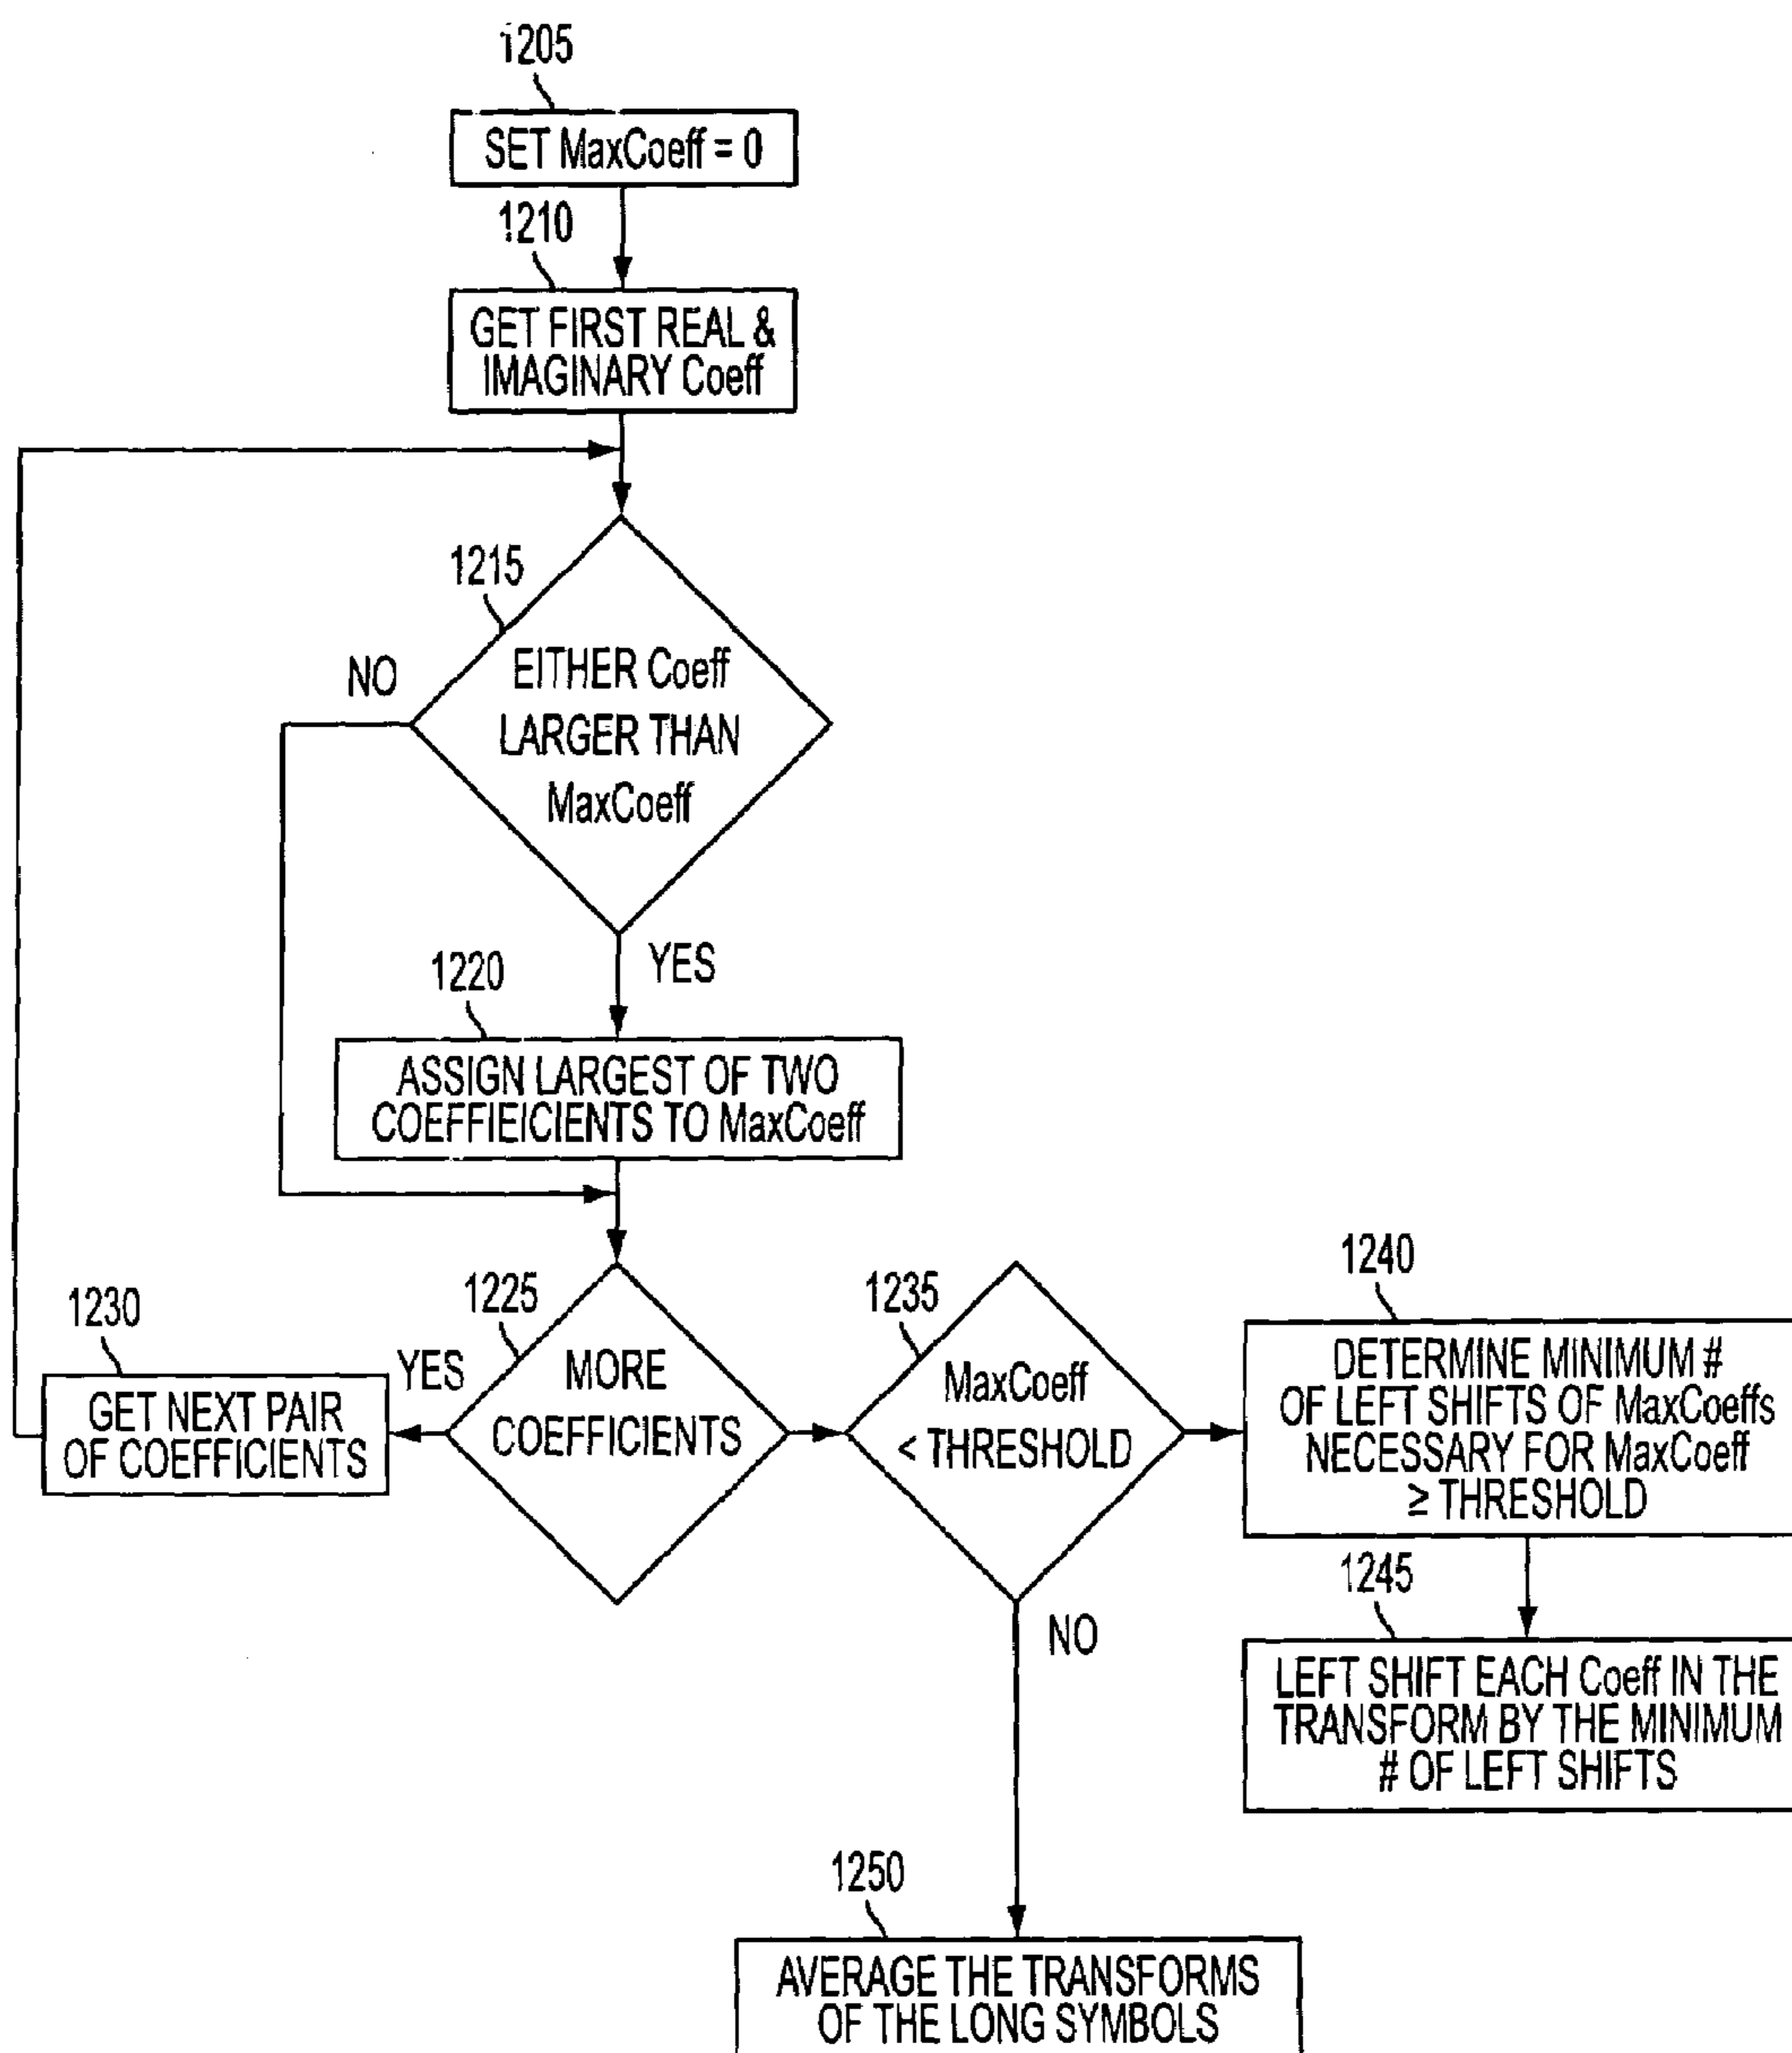 1205
SET MaxCoeff = 0
1210
GET FIRST REAL &
IMAGINARY Coeff
1215
NO
EITHER Coeff
LARGER THAN
MaxCoeff
YES
1220
ASSIGN LARGEST OF TWO
COEFFIEICIENTS TO MaxCoeff
1230
GET NEXT PAIR
OF COEFFICIENTS
YES
1225
MORE
COEFFICIENTS
1235
MaxCoeff
< THRESHOLD
NO
1240
DETERMINE MINIMUM #
OF LEFT SHIFTS OF MaxCoeffs
NECESSARY FOR MaxCoeff
≥ THRESHOLD
1245
LEFT SHIFT EACH Coeff IN THE
TRANSFORM BY THE MINIMUM
# OF LEFT SHIFTS
1250
AVERAGE THE TRANSFORMS
OF THE LONG SYMBOLS